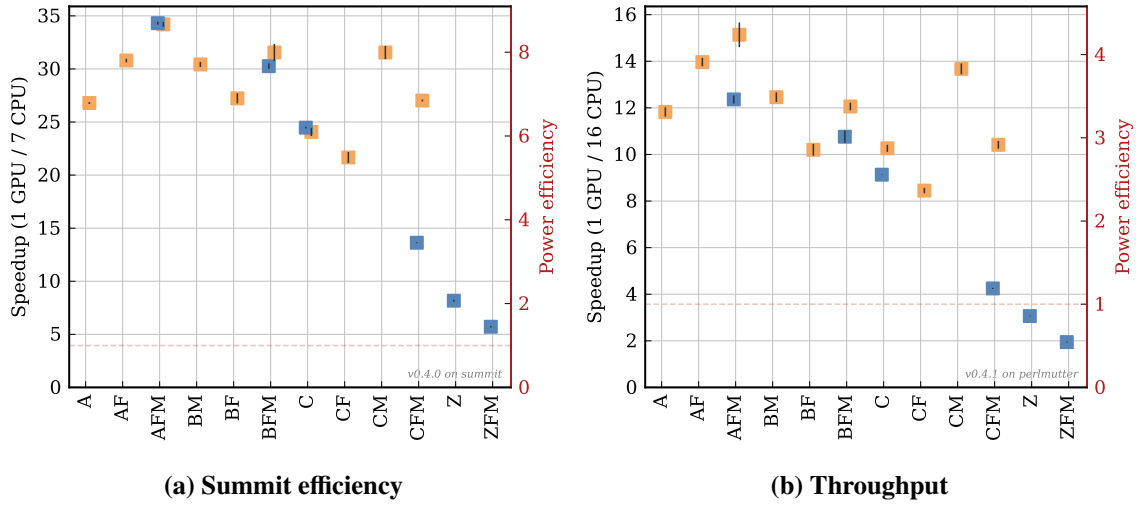 35
30
25
20
15
10
5
0
Speedup (1 GPU / 7 CPU)
8
6
4
2
0
Power efficiency
v0.4.0 on summit
A
AF
AFM
BM
BF
BFM
C
CF
CM
CFM
Z
ZFM
(a) Summit efficiency
16
14
12
10
8
6
4
2
0
Speedup (1 GPU / 16 CPU)
4
3
2
1
0
Power efficiency
v0.4.1 on perlmutter
A
AF
AFM
BM
BF
BFM
C
CF
CM
CFM
Z
ZFM
(b) Throughput